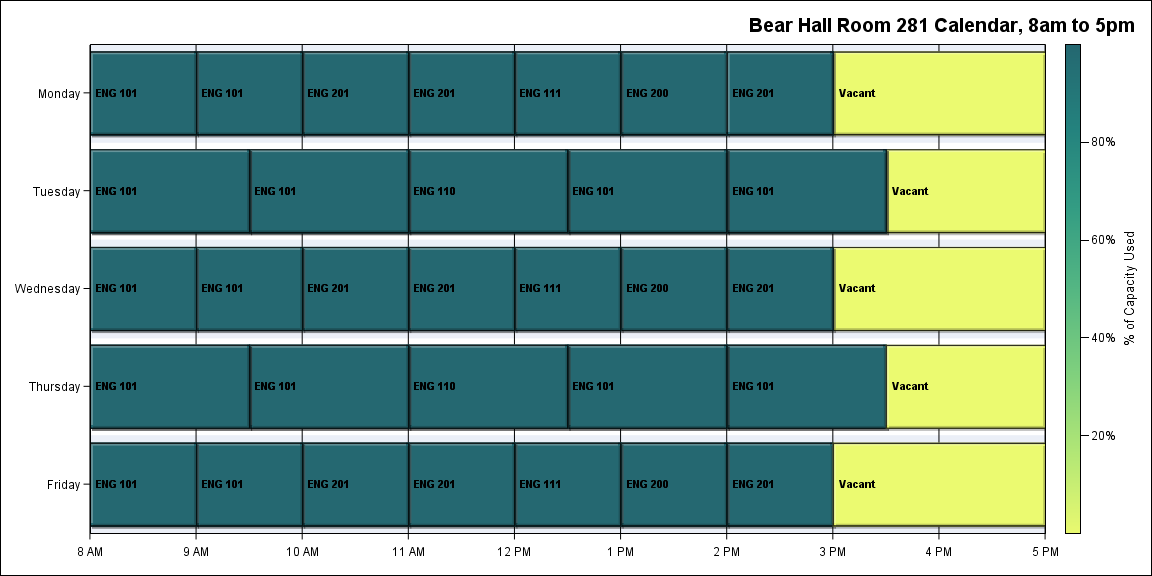 Bear Hall Room 281 Calendar, 8am to 5pm
Monday ENG 101 ENG 101 ENG 201 ENG 201 ENG 111 ENG 200 ENG 201 Vacant
80%
Tuesday ENG 101 ENG 101 ENG 110 ENG 101 ENG 101 Vacant
60%
Wednesday ENG 101 ENG 101 ENG 201 ENG 201 ENG 111 ENG 200 ENG 201 Vacant
% of Capacity Used
40%
Thursday ENG 101 ENG 101 ENG 110 ENG 101 ENG 101 Vacant
20%
Friday ENG 101 ENG 101 ENG 201 ENG 201 ENG 111 ENG 200 ENG 201 Vacant
8 AM 9 AM 10 AM 11 AM 12 PM 1 PM 2 PM 3 PM 4 PM 5 PM